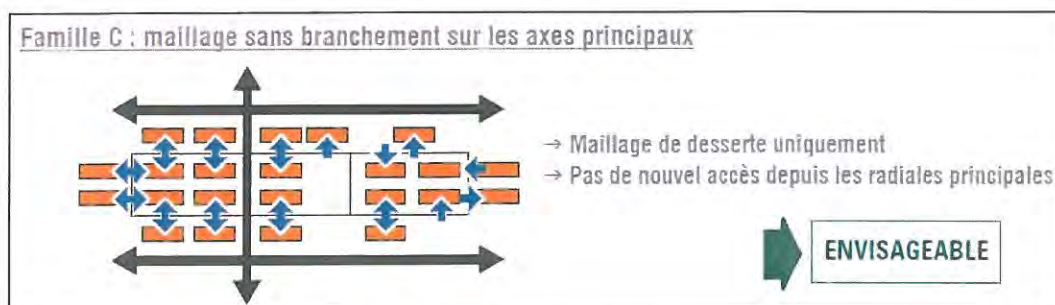 Famille C : maillage sans branchement sur les axes principaux
→ Maillage de desserte uniquement
→ Pas de nouvel accès depuis les radiales principales
ENVISAGEABLE